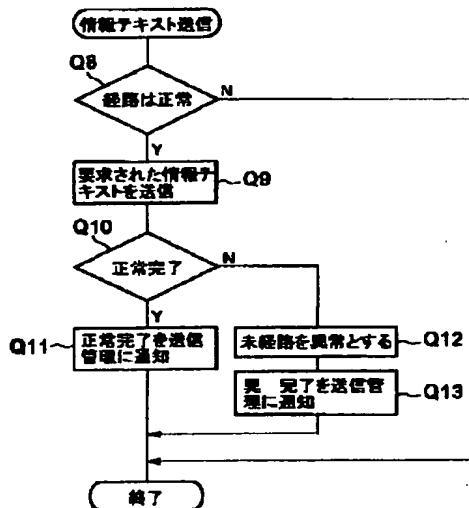 情報テキスト送信
Q8
経路は正常
N
Y
要求された情報テ
キストを送信
Q9
Q10
正常完了
N
Y
Q11
正常完了を送信
管理に通知
未経路を異常とする
Q12
完了を送信管
理に通知
Q13
終了